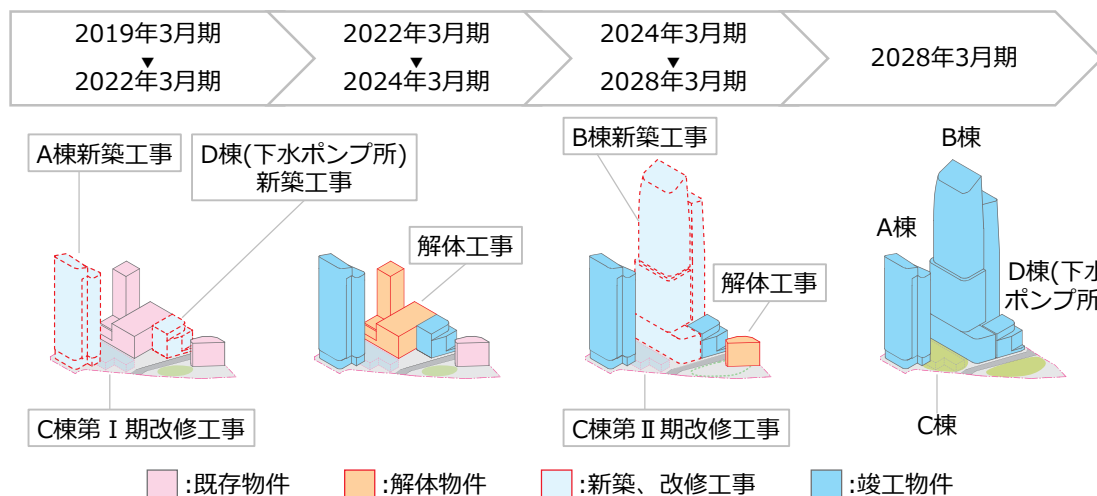 2019年3月期
▼
2022年3月期
2022年3月期
▼
2024年3月期
2024年3月期
▼
2028年3月期
2028年3月期
A棟新築工事
D棟(下水ポンプ所)
新築工事
C棟第Ⅰ期改修工事
解体工事
B棟新築工事
解体工事
C棟第Ⅱ期改修工事
B棟
A棟
D棟(下水
ポンプ所
C棟
:既存物件
:解体物件
:新築、改修工事
:竣工物件